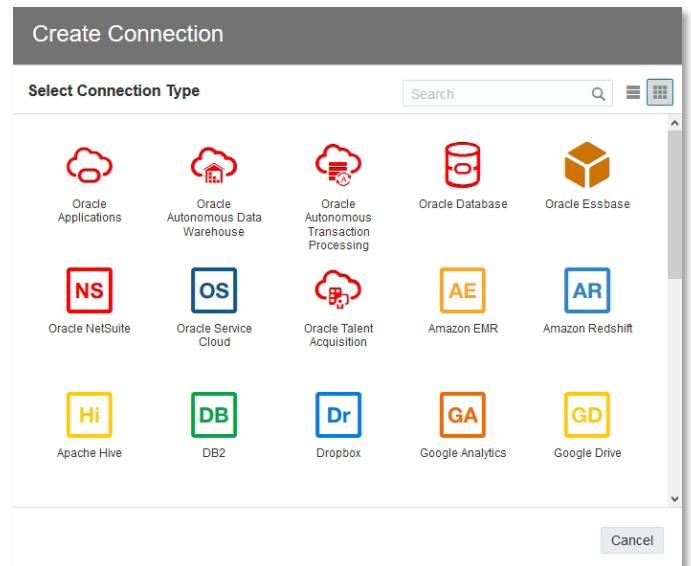 Create Connection
Select Connection Type
Search
Oracle
Applications
Oracle
Autonomous Data
Warehouse
Oracle
Autonomous
Transaction
Processing
Oracle Database
Oracle Essbase
NS
Oracle NetSuite
OS
Oracle Service
Cloud
Oracle Talent
Acquisition
AE
Amazon EMR
AR
Amazon Redshift
Hi
Apache Hive
DB
DB2
Dr
Dropbox
GA
Google Analytics
GD
Google Drive
Cancel